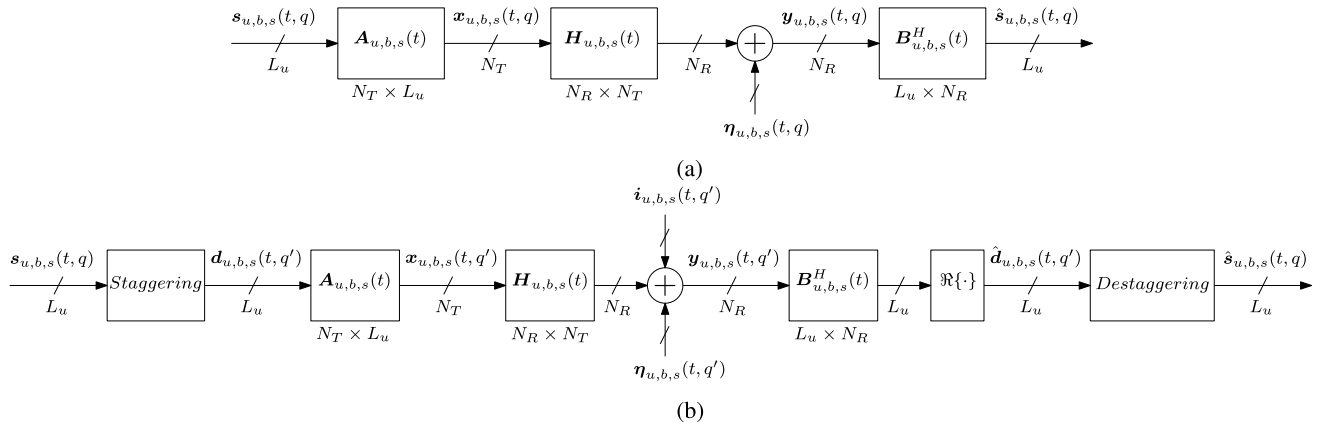 s_{u,b,s}(t, q)
A_{u,b,s}(t)
x_{u,b,s}(t, q)
H_{u,b,s}(t)
y_{u,b,s}(t, q)
B^H_{u,b,s}(t)
ŝ_{u,b,s}(t, q)
L_u
N_T
N_R
N_R
L_u
N_T × L_u
N_R × N_T
L_u × N_R
η_{u,b,s}(t, q)
(a)
i_{u,b,s}(t, q′)
s_{u,b,s}(t, q)
Staggering
d_{u,b,s}(t, q′)
A_{u,b,s}(t)
x_{u,b,s}(t, q′)
H_{u,b,s}(t)
y_{u,b,s}(t, q′)
B^H_{u,b,s}(t)
ℜ{·}
d̂_{u,b,s}(t, q′)
Destaggering
ŝ_{u,b,s}(t, q)
L_u
L_u
N_T
N_R
N_R
L_u
L_u
L_u
N_T × L_u
N_R × N_T
L_u × N_R
η_{u,b,s}(t, q′)
(b)